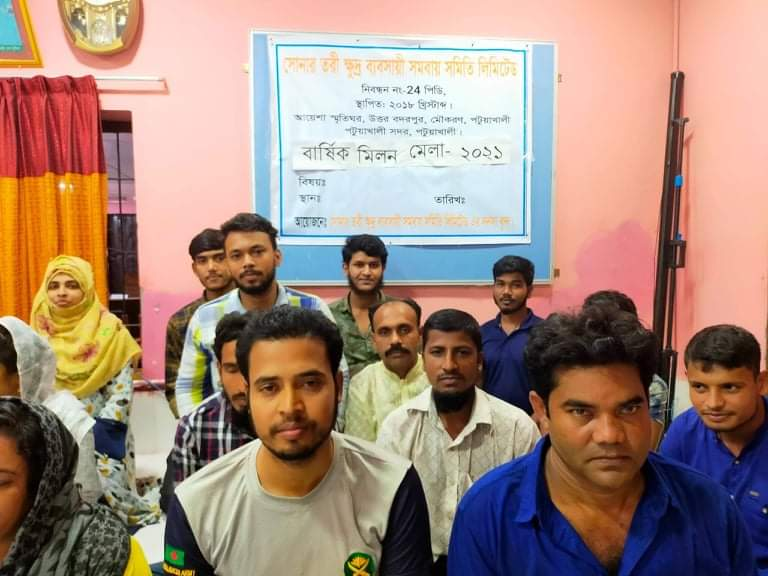 সোনার তরী ক্ষুদ্র ব্যবসায়ী সমবায় সমিতি লিমিটেড
নিবন্ধন নং-24 পিডি,
স্থাপিত: ২০১৮ খ্রিস্টাব্দ।
আয়েশা স্মৃতিঘর, উত্তর বদরপুর, মৌকরণ, পটুয়াখালী
পটুয়াখালী সদর, পটুয়াখালী।
বার্ষিক মিলন মেলা- ২০২১
বিষয়ঃ
স্থানঃ তারিখঃ
আয়োজনেঃ সোনার তরী ক্ষুদ্র ব্যবসায়ী সমবায় সমিতি লিমিটেড এর সদস্য বৃন্দ